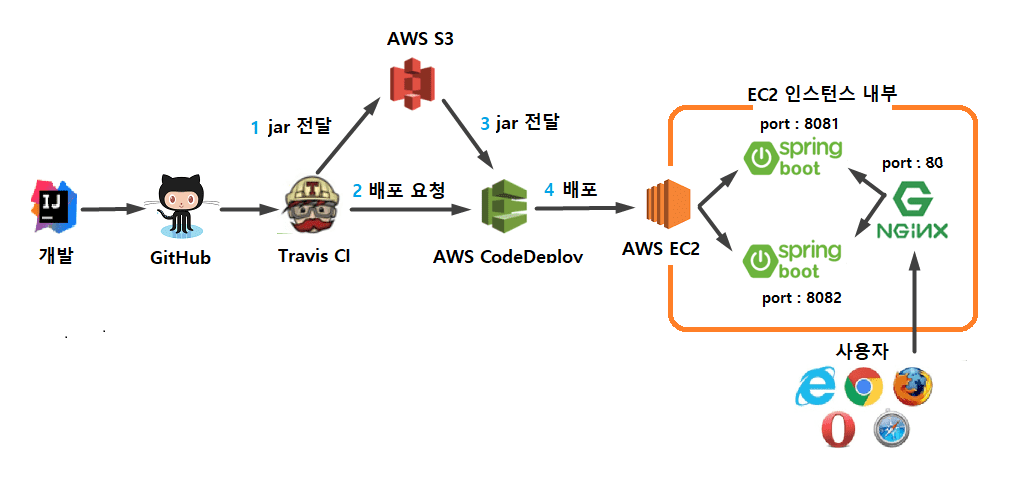 AWS S3
EC2 인스턴스 내부
port : 8081
1 jar 전달
3 jar 전달
spring
boot
port : 80
IJ
T
2 배포 요청
4 배포
G
NGiNX
개발
GitHub
Travis CI
AWS CodeDeploy
AWS EC2
spring
boot
port : 8082
사용자